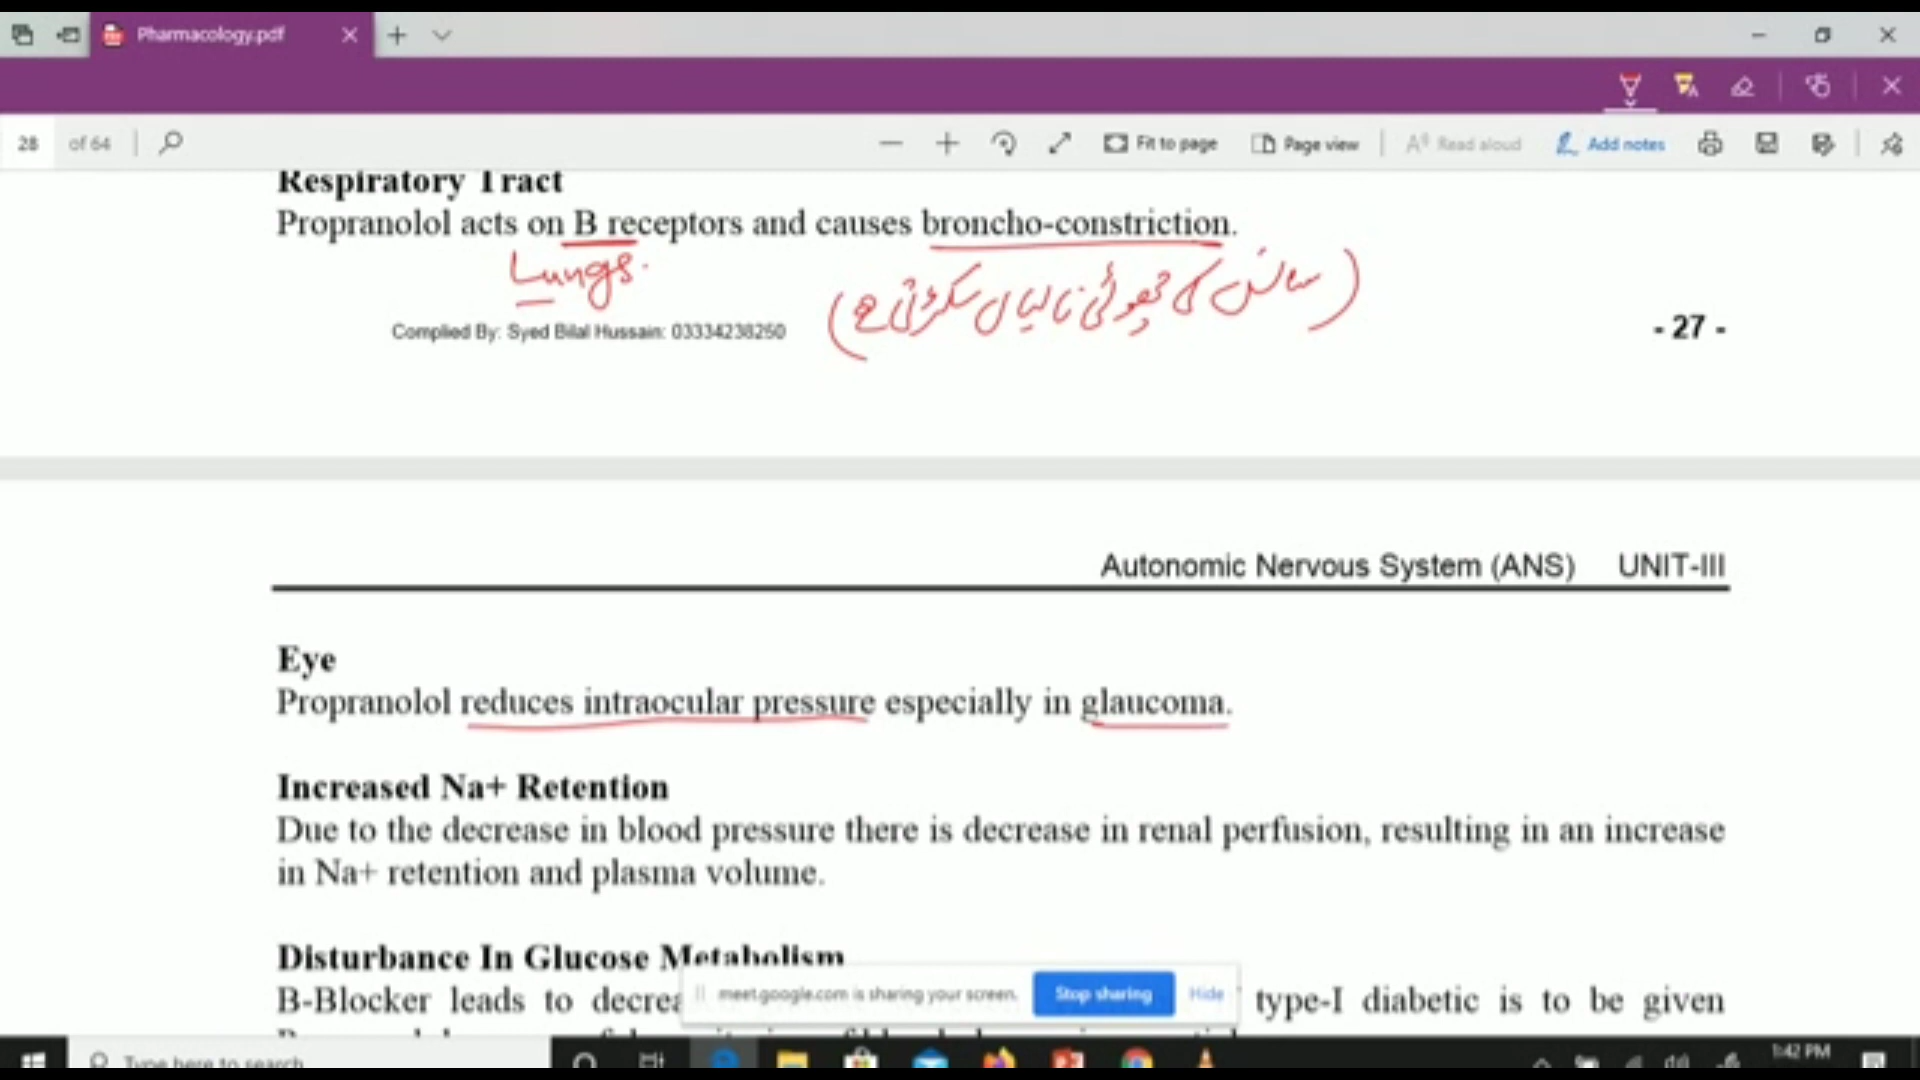 Pharmacology.pdf
28 of 64
Fit to page
Page view
Read aloud
Add notes
Respiratory Tract
Propranolol acts on B receptors and causes broncho-constriction.
Lungs.
(سانس کی چھوٹی نالیاں سکڑتی ہے)
Complied By: Syed Bilal Hussain: 03334238250
- 27 -
Autonomic Nervous System (ANS) UNIT-III
Eye
Propranolol reduces intraocular pressure especially in glaucoma.
Increased Na+ Retention
Due to the decrease in blood pressure there is decrease in renal perfusion, resulting in an increase
in Na+ retention and plasma volume.
Disturbance In Glucose Metabolism
B-Blocker leads to type-I diabetic is to be given
meet.google.com is sharing your screen.
Stop sharing
Hide
Type here to search
1:42 PM